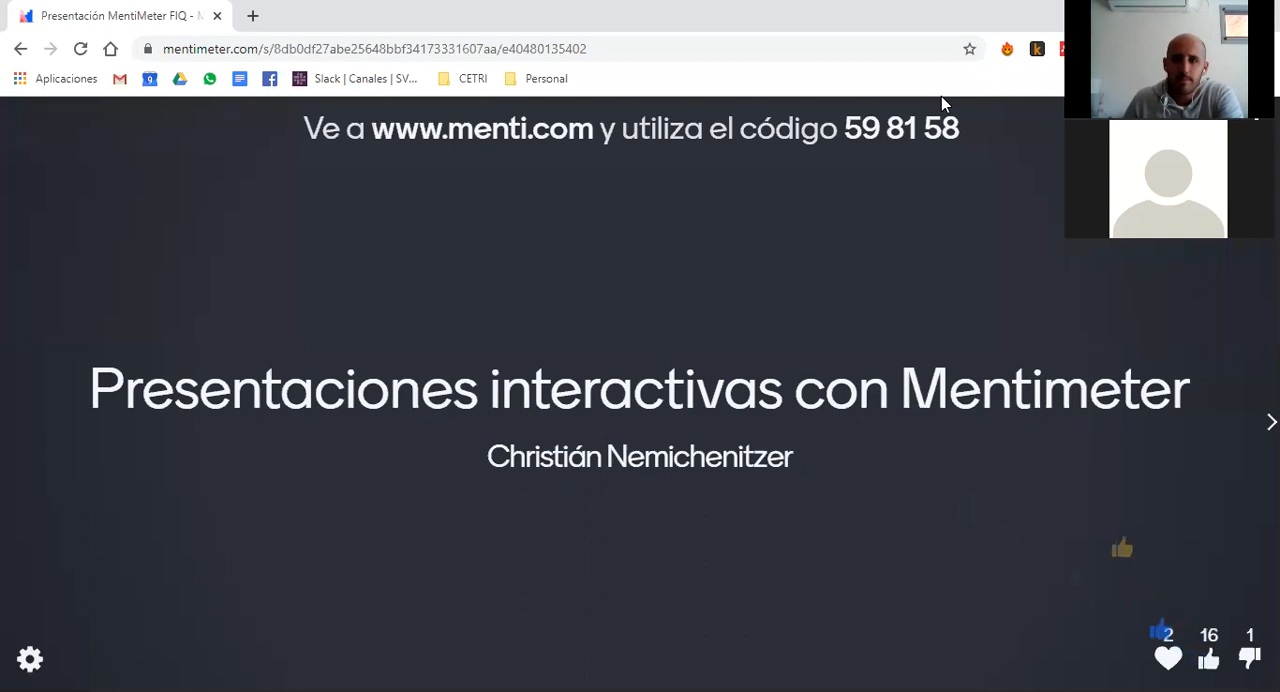 Presentación MentiMeter FIQ - M
mentimeter.com/s/8db0df27abe25648bbf34173331607aa/e40480135402
Aplicaciones
Slack | Canales | SV...
CETRI
Personal
Ve a www.menti.com y utiliza el código 59 81 58
Presentaciones interactivas con Mentimeter
Christián Nemichenitzer
2 16 1